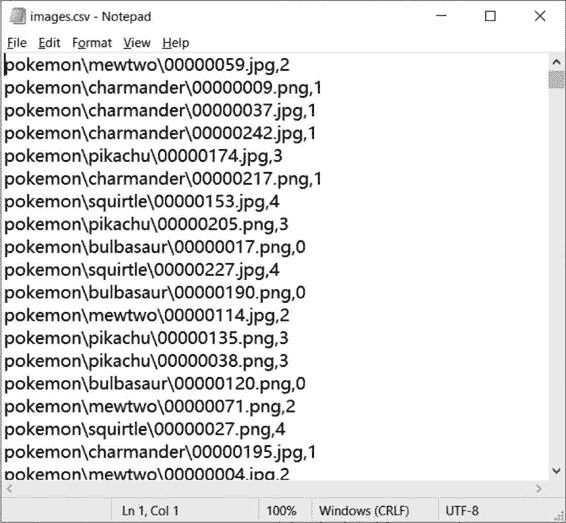 images.csv - Notepad
File Edit Format View Help
pokemon\mewtwo\00000059.jpg,2
pokemon\charmander\00000009.png,1
pokemon\charmander\00000037.jpg,1
pokemon\charmander\00000242.jpg,1
pokemon\pikachu\00000174.jpg,3
pokemon\charmander\00000217.png,1
pokemon\squirtle\00000153.jpg,4
pokemon\pikachu\00000205.png,3
pokemon\bulbasaur\00000017.png,0
pokemon\squirtle\00000227.jpg,4
pokemon\bulbasaur\00000190.png,0
pokemon\mewtwo\00000114.jpg,2
pokemon\pikachu\00000135.png,3
pokemon\pikachu\00000038.png,3
pokemon\bulbasaur\00000120.png,0
pokemon\mewtwo\00000071.png,2
pokemon\squirtle\00000027.png,4
pokemon\charmander\00000195.jpg,1
pokemon\mewtwo\00000004.jpg,2
Ln 1, Col 1 100% Windows (CRLF) UTF-8